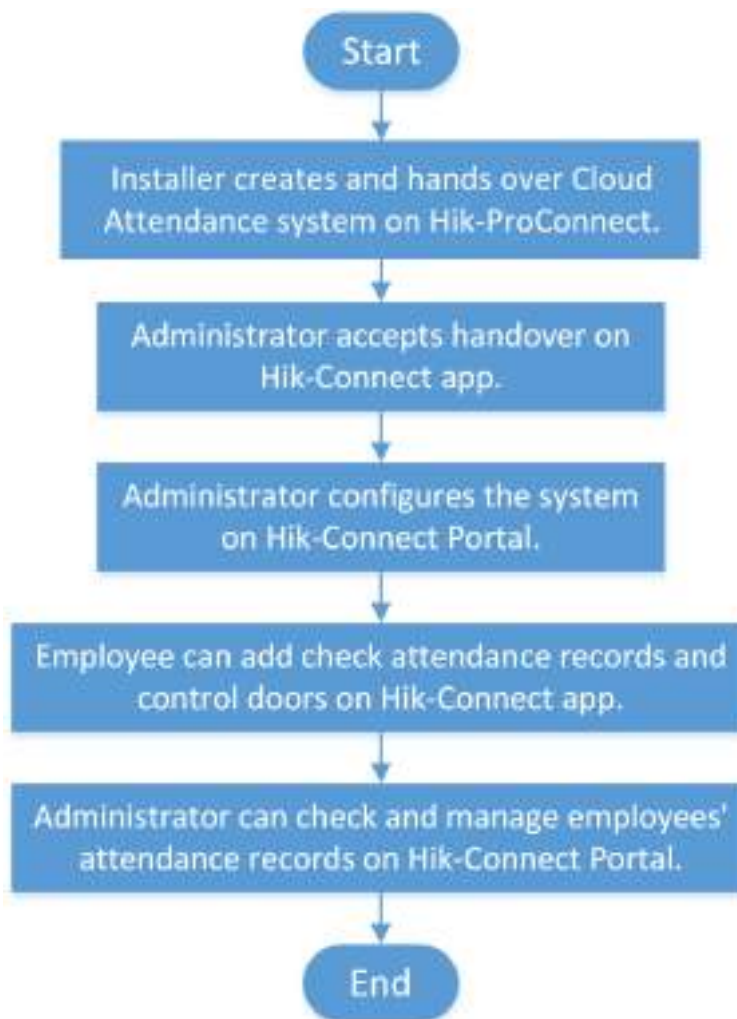 Start
Installer creates and hands over Cloud
Attendance system on Hik-ProConnect.
Administrator accepts handover on
Hik-Connect app.
Administrator configures the system
on Hik-Connect Portal.
Employee can add check attendance records and
control doors on Hik-Connect app.
Administrator can check and manage employees'
attendance records on Hik-Connect Portal.
End